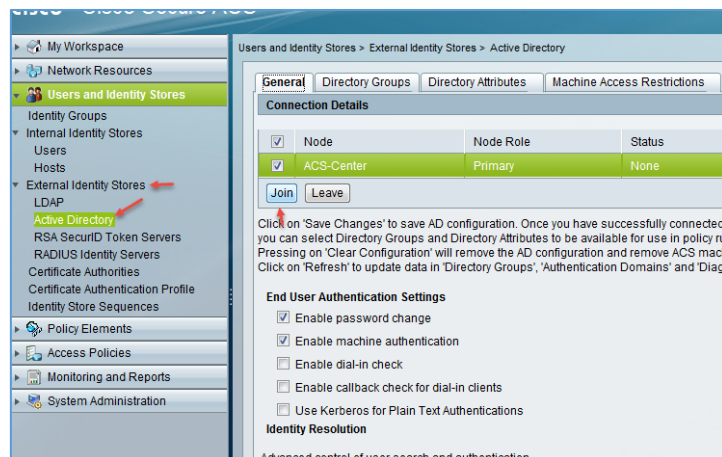 My Workspace
Network Resources
Users and Identity Stores
Identity Groups
Internal Identity Stores
Users
Hosts
External Identity Stores
LDAP
Active Directory
RSA SecurID Token Servers
RADIUS Identity Servers
Certificate Authorities
Certificate Authentication Profile
Identity Store Sequences
Policy Elements
Access Policies
Monitoring and Reports
System Administration
Users and Identity Stores > External Identity Stores > Active Directory
General Directory Groups Directory Attributes Machine Access Restrictions
Connection Details
Node Node Role Status
ACS-Center Primary None
Join Leave
Click on 'Save Changes' to save AD configuration. Once you have successfully connected
you can select Directory Groups and Directory Attributes to be available for use in policy ru
Pressing on 'Clear Configuration' will remove the AD configuration and remove ACS mac
Click on 'Refresh' to update data in 'Directory Groups', 'Authentication Domains' and 'Diag
End User Authentication Settings
Enable password change
Enable machine authentication
Enable dial-in check
Enable callback check for dial-in clients
Use Kerberos for Plain Text Authentications
Identity Resolution
Advanced control of user search and authentication